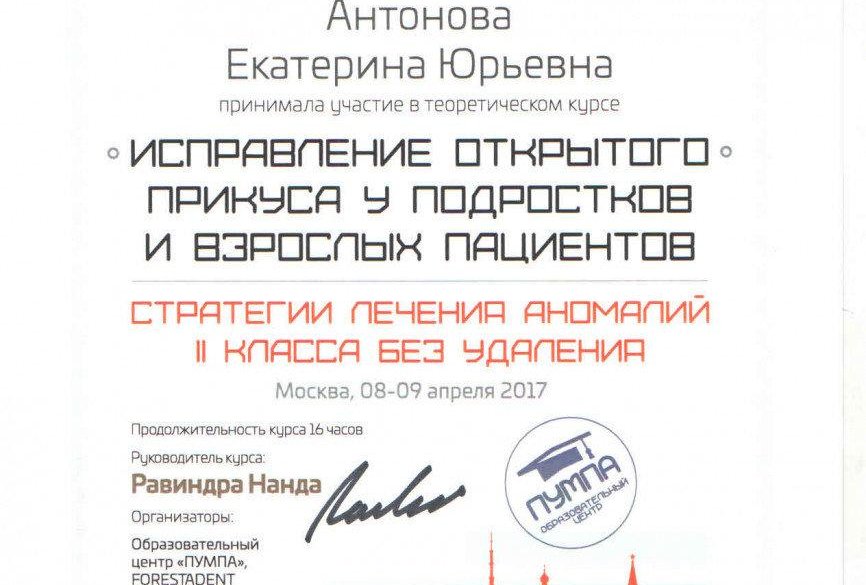 Антонова
Екатерина Юрьевна
принимала участие в теоретическом курсе
ИСПРАВЛЕНИЕ ОТКРЫТОГО
ПРИКУСА У ПОДРОСТКОВ
И ВЗРОСЛЫХ ПАЦИЕНТОВ
СТРАТЕГИИ ЛЕЧЕНИЯ АНОМАЛИЙ
II КЛАССА БЕЗ УДАЛЕНИЯ
Москва, 08-09 апреля 2017
Продолжительность курса 16 часов
Руководитель курса:
Равиндра Нанда
Организаторы:
Образовательный
центр «ПУМПА»,
FORESTADENT
ПУМПА
ОБРАЗОВАТЕЛЬНЫЙ
ЦЕНТР